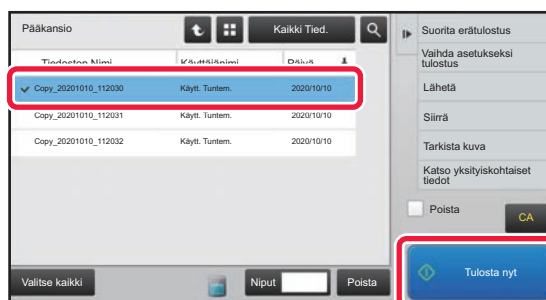 Pääkansio
Kaikki Tied.
Tiedoston Nimi
Käyttäjänimi
Päivä
Copy_20201010_112030
Käytt. Tuntem.
2020/10/10
Copy_20201010_112031
Käytt. Tuntem.
2020/10/10
Copy_20201010_112032
Käytt. Tuntem.
2020/10/10
Valitse kaikki
Niput
Poista
Suorita erätulostus
Vaihda asetukseksi
tulostus
Lähetä
Siirrä
Tarkista kuva
Katso yksityiskohtaiset
tiedot
Poista
CA
Tulosta nyt